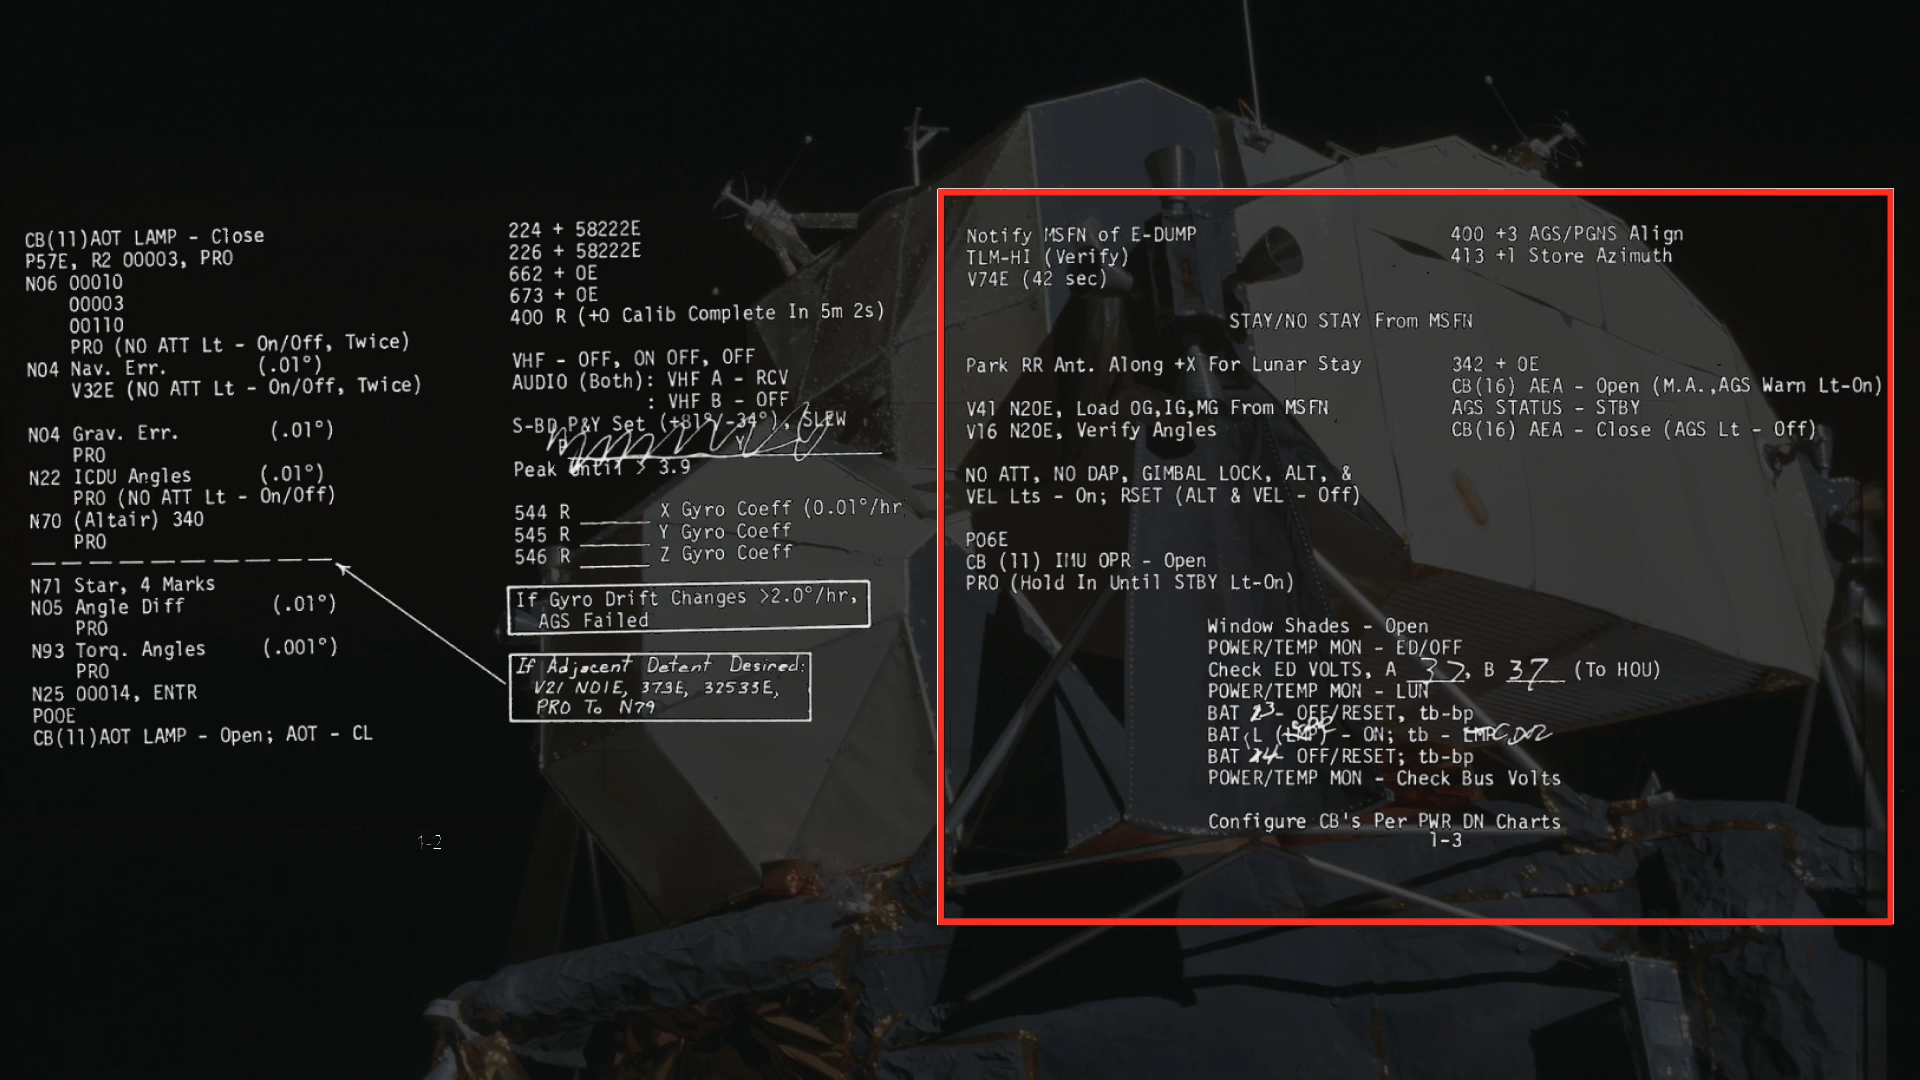 CB(11)AOT LAMP - Close
P57E, R2 00003, PRO
N06 00010
00003
00110
PRO (NO ATT Lt - On/Off, Twice)
N04 Nav. Err. (.01°)
V32E (NO ATT Lt - On/Off, Twice)
N04 Grav. Err. (.01°)
PRO
N22 ICDU Angles (.01°)
PRO (NO ATT Lt - On/Off)
N70 (Altair) 340
PRO
N71 Star, 4 Marks
N05 Angle Diff (.01°)
PRO
N93 Torq. Angles (.001°)
PRO
N25 00014, ENTR
P00E
CB(11)AOT LAMP - Open; AOT - CL
1-2
224 + 58222E
226 + 58222E
662 + 0E
673 + 0E
400 R (+0 Calib Complete In 5m 2s)
VHF - OFF, ON OFF, OFF
AUDIO (Both): VHF A - RCV
: VHF B - OFF
S-BD P&Y Set (+81°/-34°), SLEW
Peak Until > 3.9
544 R ______ X Gyro Coeff (0.01°/hr
545 R ______ Y Gyro Coeff
546 R ______ Z Gyro Coeff
If Gyro Drift Changes >2.0°/hr,
AGS Failed
If Adjacent Detent Desired:
V21 N01E, 373E, 32533E,
PRO To N79
Notify MSFN of E-DUMP
TLM-HI (Verify)
V74E (42 sec)
400 +3 AGS/PGNS Align
413 +1 Store Azimuth
STAY/NO STAY From MSFN
Park RR Ant. Along +X For Lunar Stay
V41 N20E, Load OG,IG,MG From MSFN
V16 N20E, Verify Angles
342 + 0E
CB(16) AEA - Open (M.A.,AGS Warn Lt-On)
AGS STATUS - STBY
CB(16) AEA - Close (AGS Lt - Off)
NO ATT, NO DAP, GIMBAL LOCK, ALT, &
VEL Lts - On; RSET (ALT & VEL - Off)
P06E
CB (11) IMU OPR - Open
PRO (Hold In Until STBY Lt-On)
Window Shades - Open
POWER/TEMP MON - ED/OFF
Check ED VOLTS, A 37, B 37 (To HOU)
POWER/TEMP MON - LUN
BAT - OFF/RESET, tb-bp
BAT L - ON; tb - CDR
BAT - OFF/RESET; tb-bp
POWER/TEMP MON - Check Bus Volts
Configure CB's Per PWR DN Charts
1-3